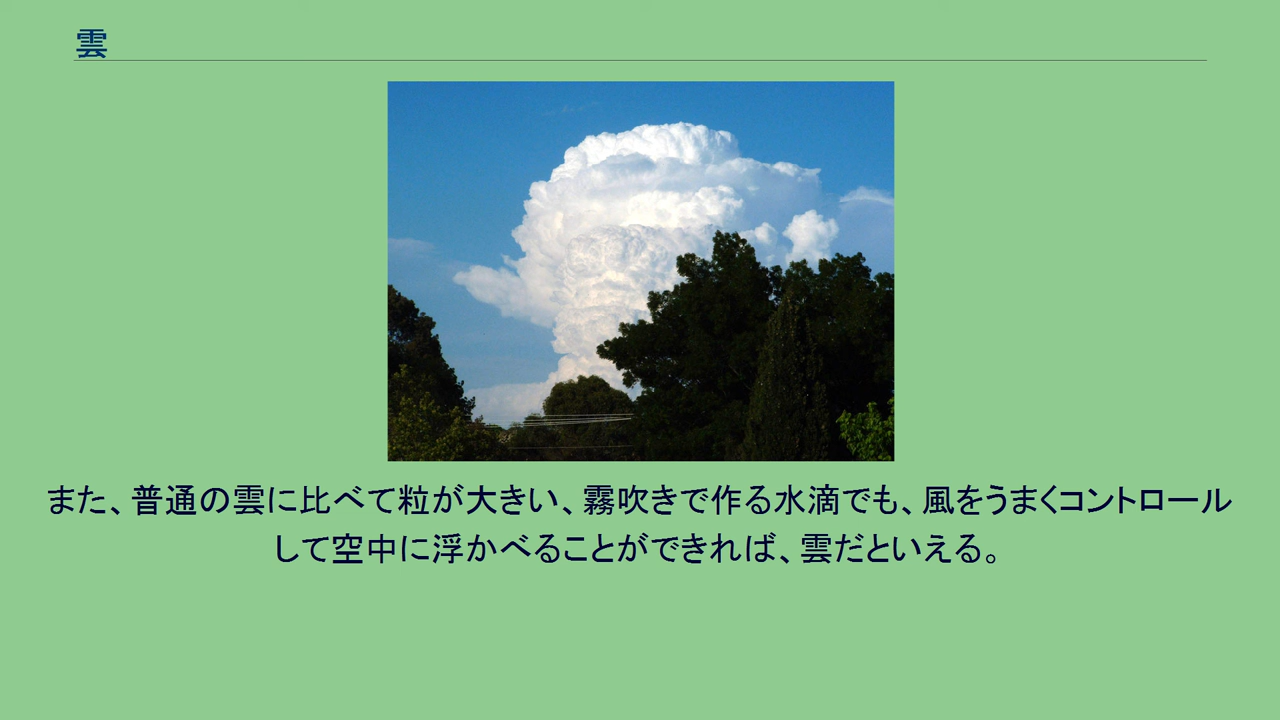 雲
また、普通の雲に比べて粒が大きい、霧吹きで作る水滴でも、風をうまくコントロール
して空中に浮かべることができれば、雲だといえる。